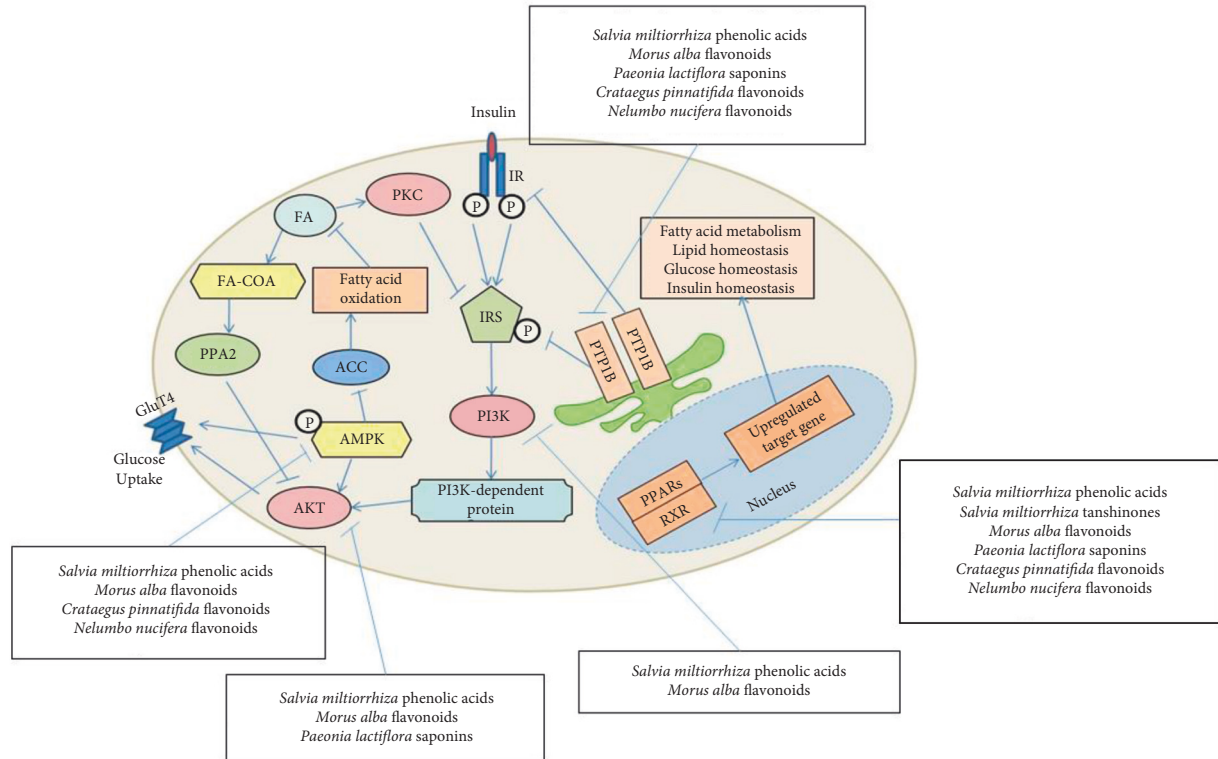 Salvia miltiorrhiza phenolic acids
Morus alba flavonoids
Paeonia lactiflora saponins
Crataegus pinnatifida flavonoids
Nelumbo nucifera flavonoids
Insulin
IR
P
P
PKC
FA
FA-COA
Fatty acid
oxidation
PPA2
ACC
IRS
P
PTP1B
PTP1B
Fatty acid metabolism
Lipid homeostasis
Glucose homeostasis
Insulin homeostasis
GluT4
Glucose
Uptake
P
AMPK
AKT
PI3K
PI3K-dependent
protein
Upregulated
target gene
PPARs
RXR
Nucleus
Salvia miltiorrhiza phenolic acids
Salvia miltiorrhiza tanshinones
Morus alba flavonoids
Paeonia lactiflora saponins
Crataegus pinnatifida flavonoids
Nelumbo nucifera flavonoids
Salvia miltiorrhiza phenolic acids
Morus alba flavonoids
Crataegus pinnatifida flavonoids
Nelumbo nucifera flavonoids
Salvia miltiorrhiza phenolic acids
Morus alba flavonoids
Paeonia lactiflora saponins
Salvia miltiorrhiza phenolic acids
Morus alba flavonoids